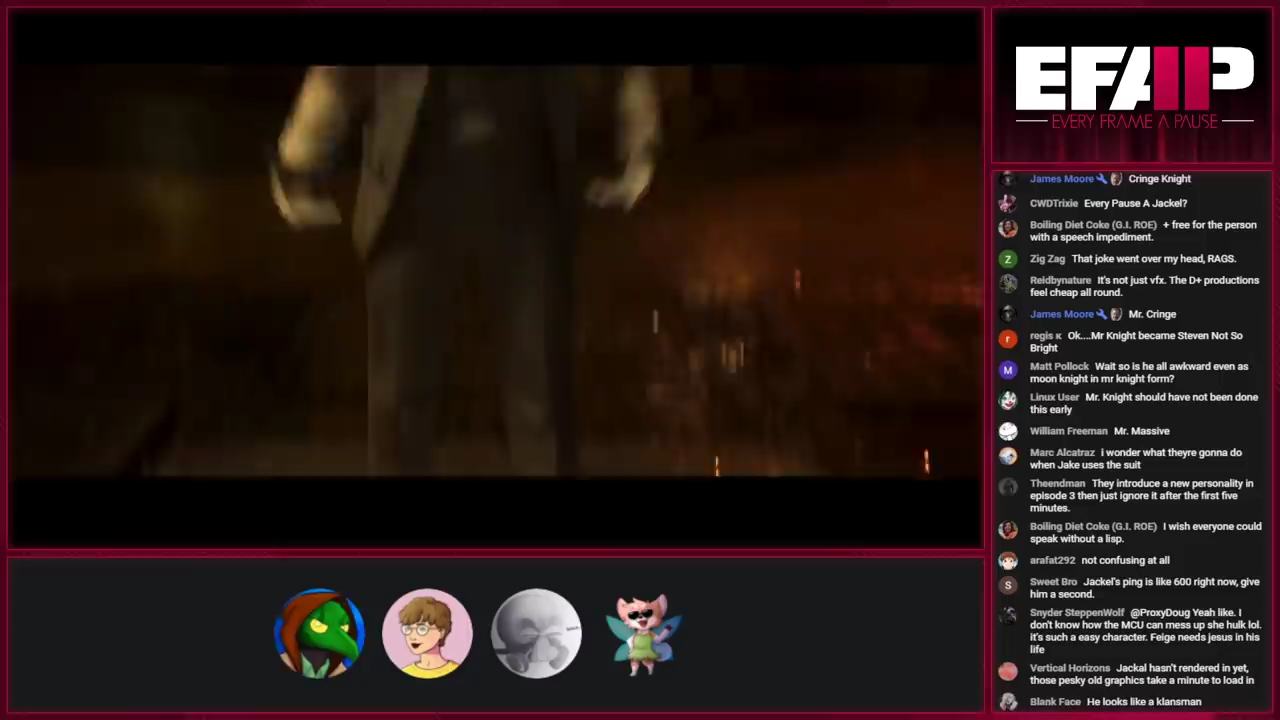 EFAP
EVERY FRAME A PAUSE
James Moore Cringe Knight
CWDTrixie Every Pause A Jackel?
Boiling Diet Coke (G.I. ROE) + free for the person
with a speech impediment.
Z Zig Zag That joke went over my head, RAGS.
Reidbynature It's not just vfx. The D+ productions
feel cheap all round.
James Moore Mr. Cringe
r regis κ Ok....Mr Knight became Steven Not So
Bright
M Matt Pollock Wait so is he all awkward even as
moon knight in mr knight form?
Linux User Mr. Knight should have not been done
this early
William Freeman Mr. Massive
Marc Alcatraz i wonder what theyre gonna do
when Jake uses the suit
Theendman They introduce a new personality in
episode 3 then just ignore it after the first five
minutes.
Boiling Diet Coke (G.I. ROE) I wish everyone could
speak without a lisp.
arafat292 not confusing at all
S Sweet Bro Jackel's ping is like 600 right now, give
him a second.
Snyder SteppenWolf @ProxyDoug Yeah like. I
don't know how the MCU can mess up she hulk lol.
it's such a easy character. Feige needs jesus in his
life
Vertical Horizons Jackal hasn't rendered in yet,
those pesky old graphics take a minute to load in
Blank Face He looks like a klansman